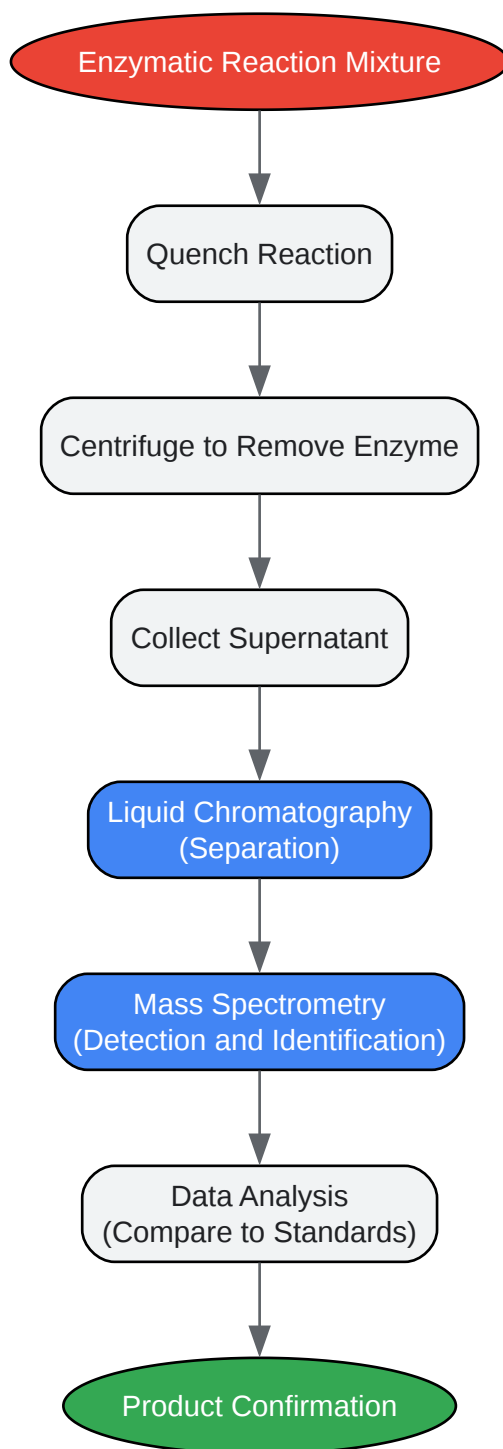 Enzymatic Reaction Mixture
Quench Reaction
Centrifuge to Remove Enzyme
Collect Supernatant
Liquid Chromatography
(Separation)
Mass Spectrometry
(Detection and Identification)
Data Analysis
(Compare to Standards)
Product Confirmation